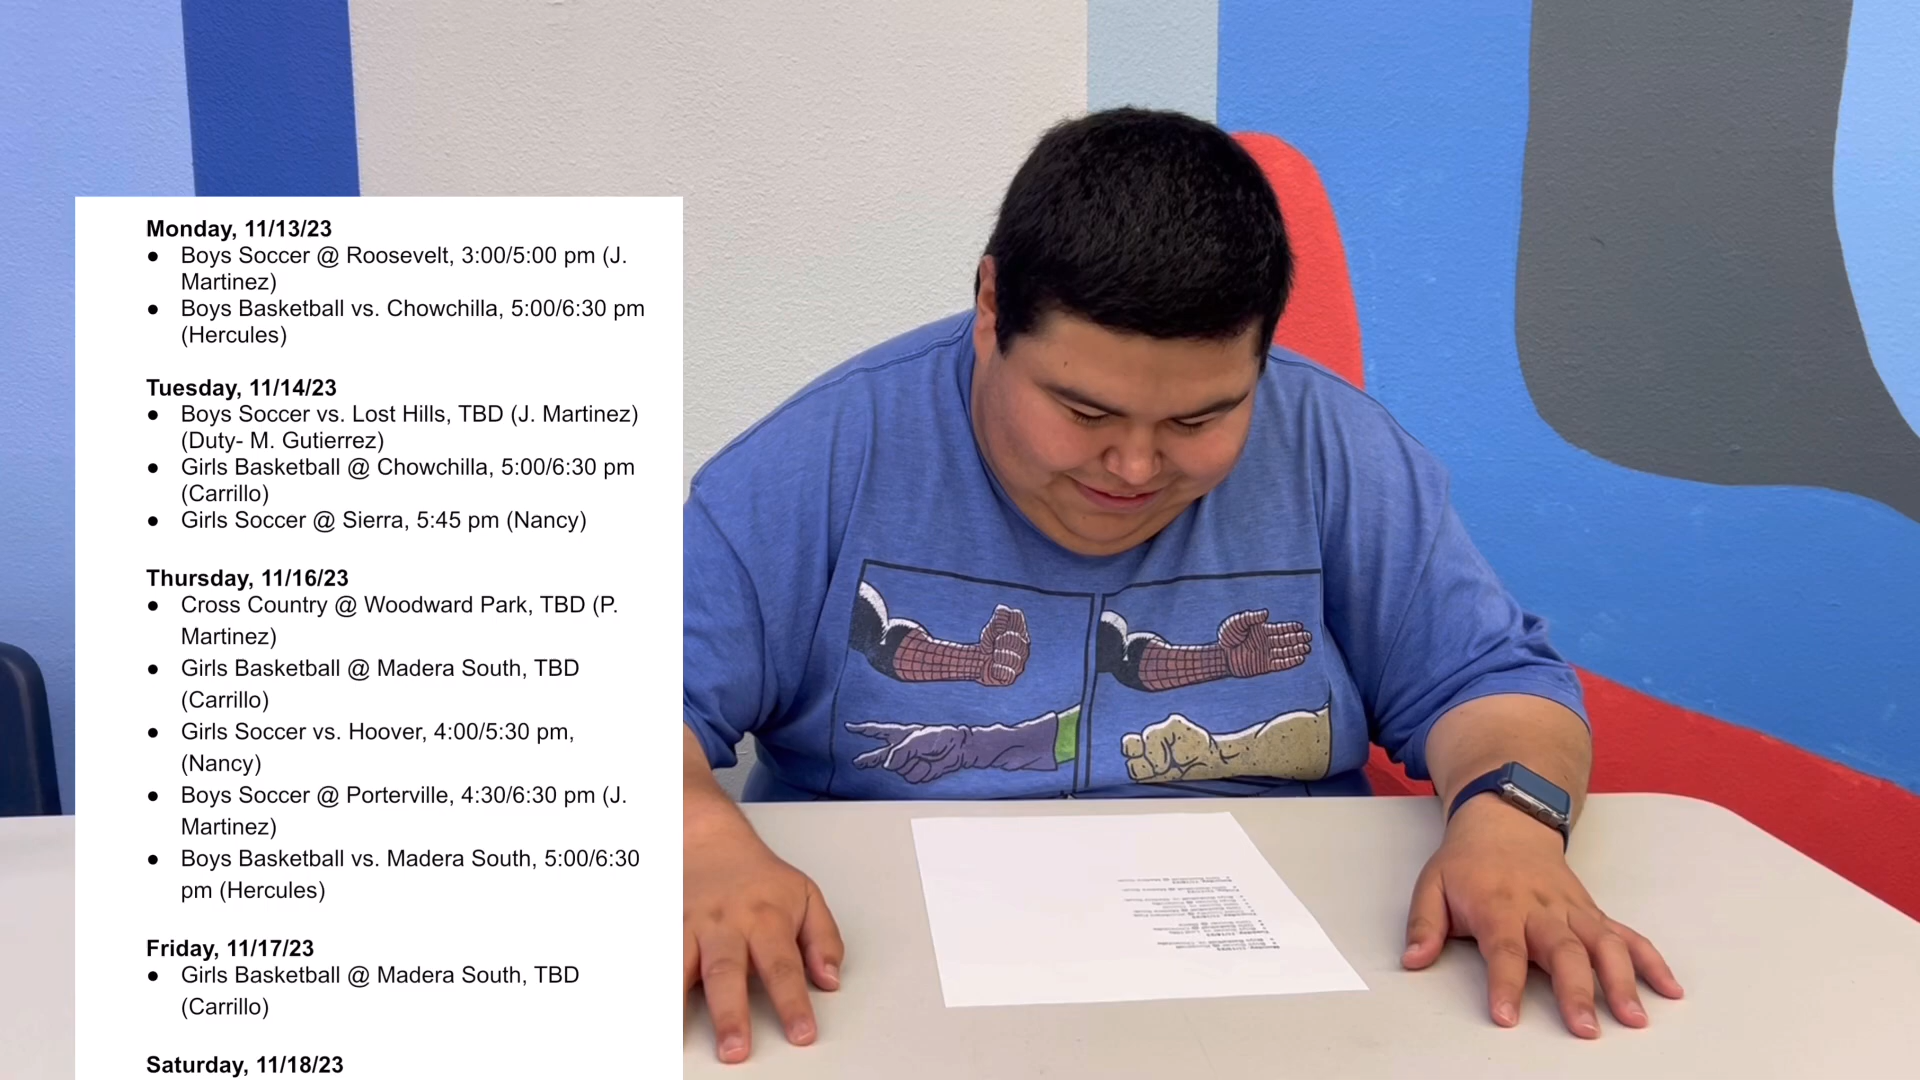 Monday, 11/13/23
● Boys Soccer @ Roosevelt, 3:00/5:00 pm (J.
Martinez)
● Boys Basketball vs. Chowchilla, 5:00/6:30 pm
(Hercules)
Tuesday, 11/14/23
● Boys Soccer vs. Lost Hills, TBD (J. Martinez)
(Duty- M. Gutierrez)
● Girls Basketball @ Chowchilla, 5:00/6:30 pm
(Carrillo)
● Girls Soccer @ Sierra, 5:45 pm (Nancy)
Thursday, 11/16/23
● Cross Country @ Woodward Park, TBD (P.
Martinez)
● Girls Basketball @ Madera South, TBD
(Carrillo)
● Girls Soccer vs. Hoover, 4:00/5:30 pm,
(Nancy)
● Boys Soccer @ Porterville, 4:30/6:30 pm (J.
Martinez)
● Boys Basketball vs. Madera South, 5:00/6:30
pm (Hercules)
Friday, 11/17/23
● Girls Basketball @ Madera South, TBD
(Carrillo)
Saturday, 11/18/23